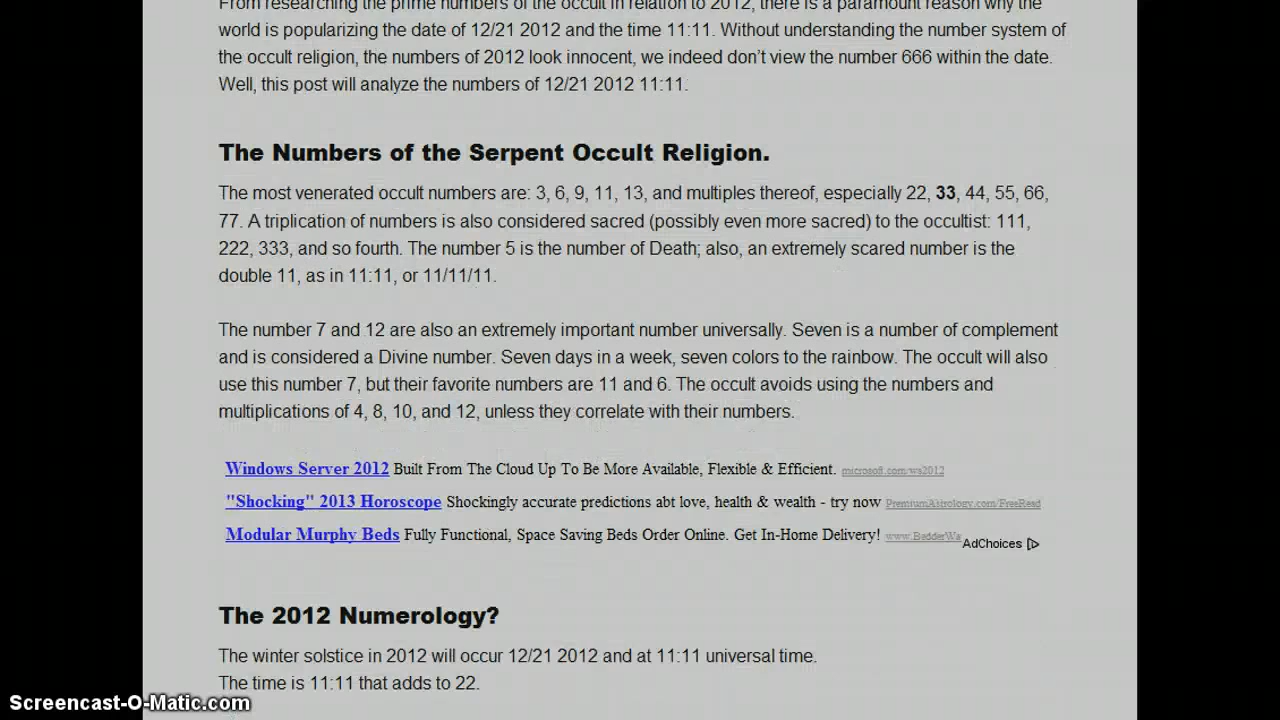 From researching the prime numbers of the occult in relation to 2012, there is a paramount reason why the
world is popularizing the date of 12/21 2012 and the time 11:11. Without understanding the number system of
the occult religion, the numbers of 2012 look innocent, we indeed don’t view the number 666 within the date.
Well, this post will analyze the numbers of 12/21 2012 11:11.
The Numbers of the Serpent Occult Religion.
The most venerated occult numbers are: 3, 6, 9, 11, 13, and multiples thereof, especially 22, 33, 44, 55, 66,
77. A triplication of numbers is also considered sacred (possibly even more sacred) to the occultist: 111,
222, 333, and so fourth. The number 5 is the number of Death; also, an extremely scared number is the
double 11, as in 11:11, or 11/11/11.
The number 7 and 12 are also an extremely important number universally. Seven is a number of complement
and is considered a Divine number. Seven days in a week, seven colors to the rainbow. The occult will also
use this number 7, but their favorite numbers are 11 and 6. The occult avoids using the numbers and
multiplications of 4, 8, 10, and 12, unless they correlate with their numbers.
Windows Server 2012 Built From The Cloud Up To Be More Available, Flexible & Efficient. microsoft.com/ws2012
"Shocking" 2013 Horoscope Shockingly accurate predictions abt love, health & wealth - try now PremiumAstrology.com/FreeRead
Modular Murphy Beds Fully Functional, Space Saving Beds Order Online. Get In-Home Delivery!
AdChoices
The 2012 Numerology?
The winter solstice in 2012 will occur 12/21 2012 and at 11:11 universal time.
The time is 11:11 that adds to 22.
Screencast-O-Matic.com